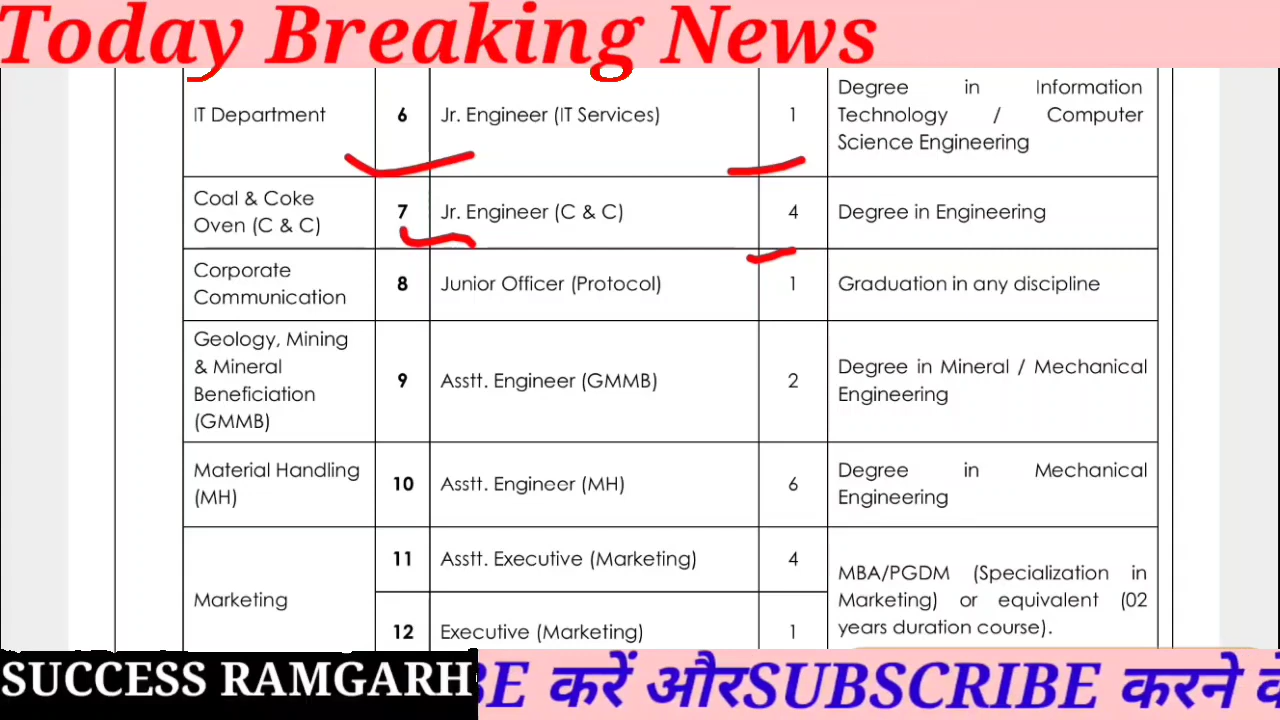 Today Breaking News
IT Department 6 Jr. Engineer (IT Services) 1 Degree in Information
Technology / Computer
Science Engineering
Coal & Coke
Oven (C & C) 7 Jr. Engineer (C & C) 4 Degree in Engineering
Corporate
Communication 8 Junior Officer (Protocol) 1 Graduation in any discipline
Geology, Mining
& Mineral
Beneficiation
(GMMB) 9 Asstt. Engineer (GMMB) 2 Degree in Mineral / Mechanical
Engineering
Material Handling
(MH) 10 Asstt. Engineer (MH) 6 Degree in Mechanical
Engineering
Marketing 11 Asstt. Executive (Marketing) 4 MBA/PGDM (Specialization in
Marketing) or equivalent (02
years duration course).
12 Executive (Marketing) 1
SUCCESS RAMGARH BE करें औरSUBSCRIBE करने